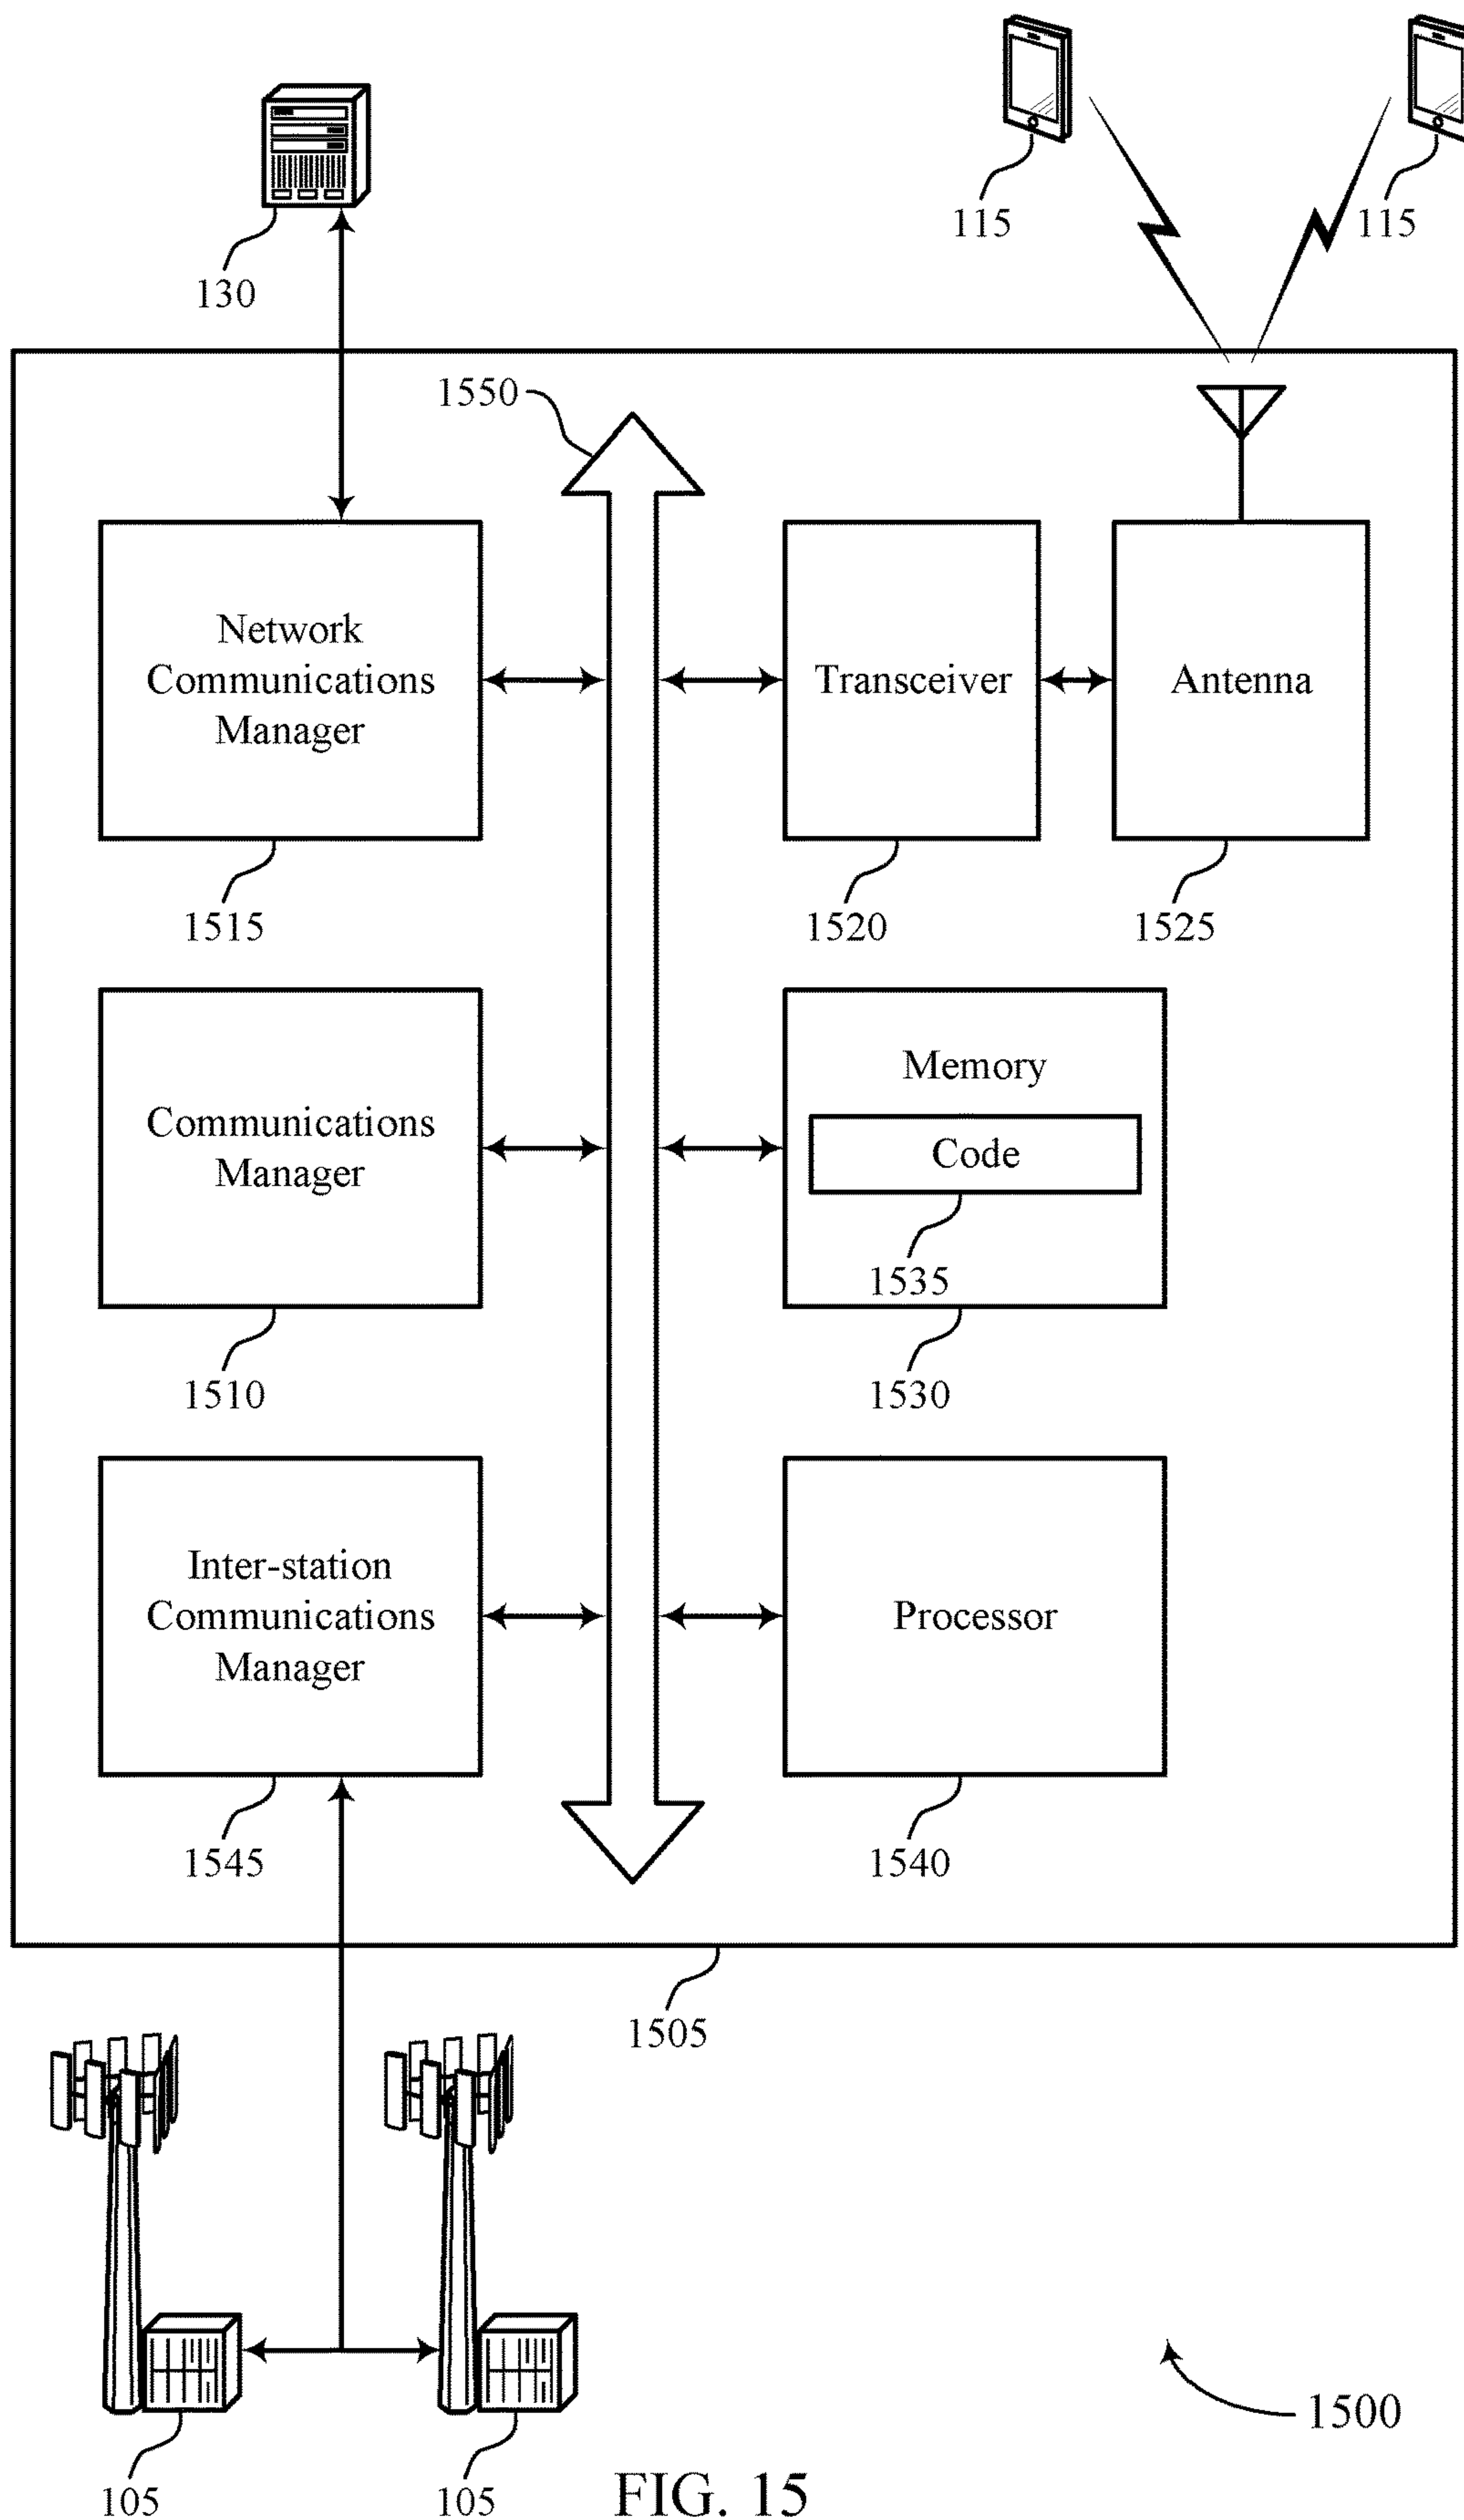 130
115
115
1550
Network
Communications
Manager
Transceiver
Antenna
1515
1520
1525
Communications
Manager
Memory
Code
1535
1510
1530
Inter-station
Communications
Manager
Processor
1545
1540
1505
1500
105
105
FIG. 15